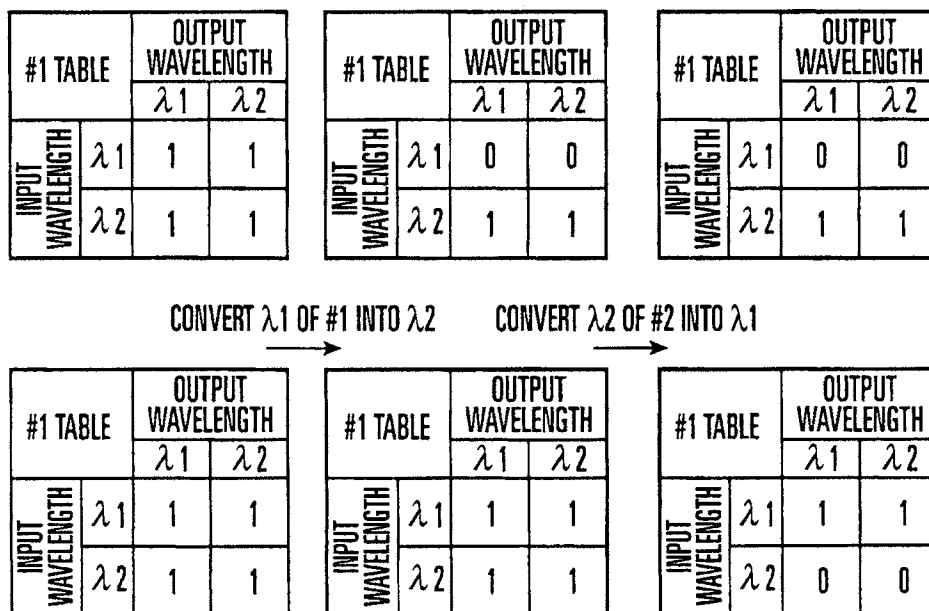 #1 TABLE OUTPUT WAVELENGTH
λ1 λ2
INPUT WAVELENGTH
λ1 1 1
λ2 1 1
#1 TABLE OUTPUT WAVELENGTH
λ1 λ2
INPUT WAVELENGTH
λ1 0 0
λ2 1 1
#1 TABLE OUTPUT WAVELENGTH
λ1 λ2
INPUT WAVELENGTH
λ1 0 0
λ2 1 1
CONVERT λ1 OF #1 INTO λ2
CONVERT λ2 OF #2 INTO λ1
#1 TABLE OUTPUT WAVELENGTH
λ1 λ2
INPUT WAVELENGTH
λ1 1 1
λ2 1 1
#1 TABLE OUTPUT WAVELENGTH
λ1 λ2
INPUT WAVELENGTH
λ1 1 1
λ2 1 1
#1 TABLE OUTPUT WAVELENGTH
λ1 λ2
INPUT WAVELENGTH
λ1 1 1
λ2 0 0